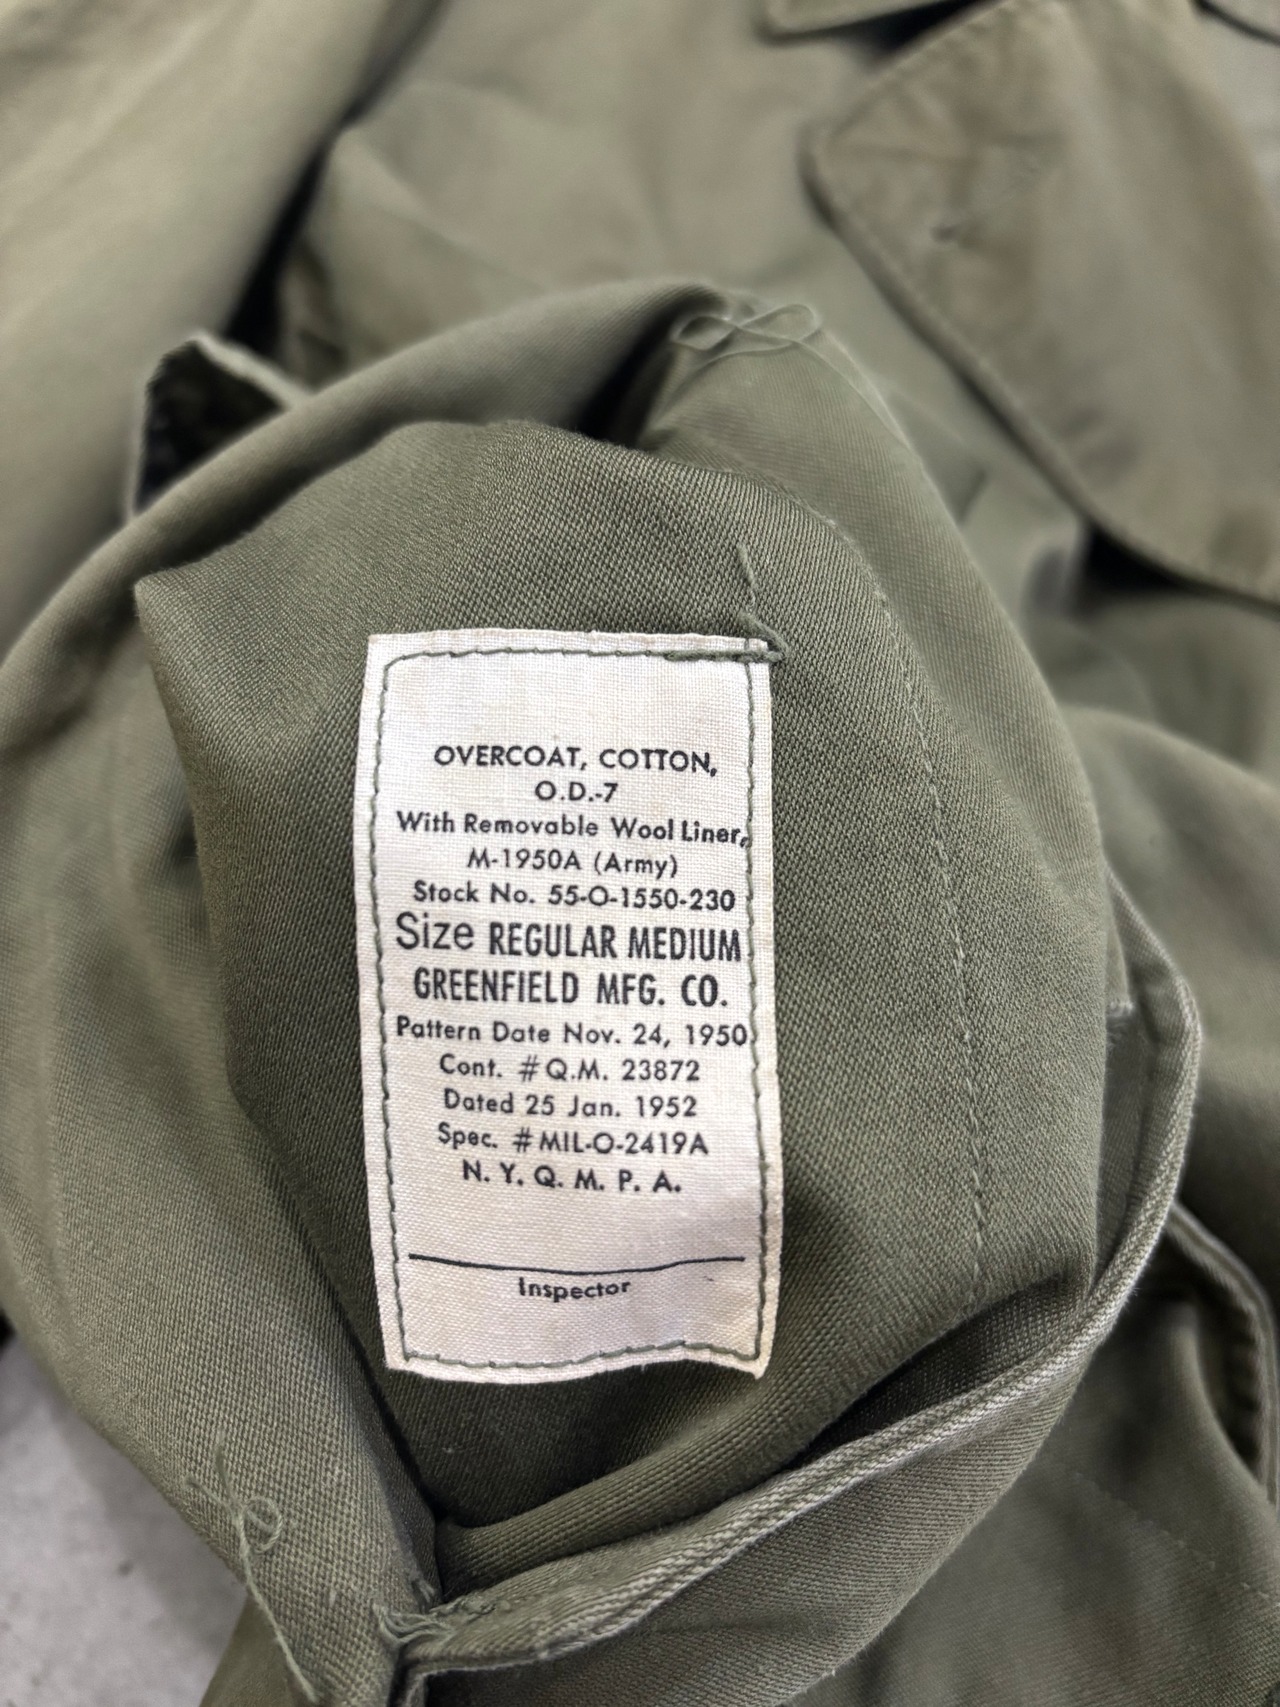 OVERCOAT, COTTON,
O.D.-7
With Removable Wool Liner,
M-1950A (Army)
Stock No. 55-O-1550-230
Size REGULAR MEDIUM
GREENFIELD MFG. CO.
Pattern Date Nov. 24, 1950
Cont. # Q.M. 23872
Dated 25 Jan. 1952
Spec. # MIL-O-2419A
N. Y. Q. M. P. A.
Inspector